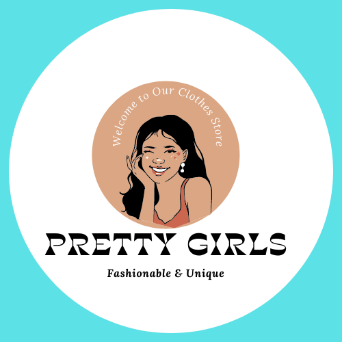 Welcome to Our Clothes Store
PRETTY GIRLS
Fashionable & Unique